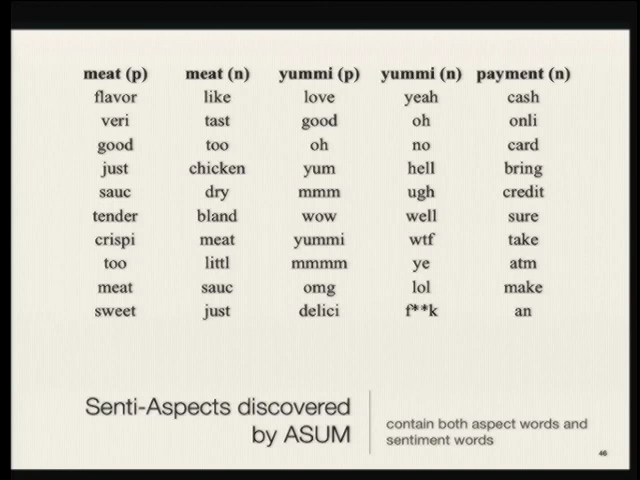 meat (p) meat (n) yummi (p) yummi (n) payment (n)
flavor like love yeah cash
veri tast good oh onli
good too oh no card
just chicken yum hell bring
sauc dry mmm ugh credit
tender bland wow well sure
crispi meat yummi wtf take
too littl mmmm ye atm
meat sauc omg lol make
sweet just delici f**k an
Senti-Aspects discovered
by ASUM
contain both aspect words and
sentiment words
46